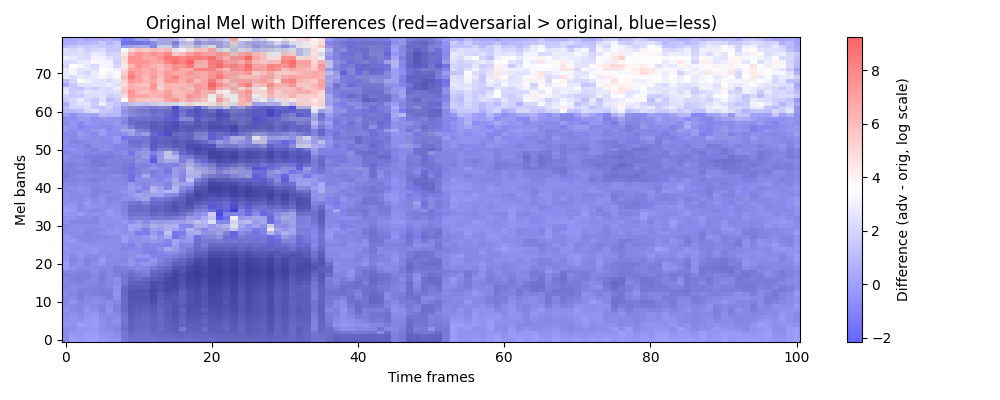 Original Mel with Differences (red=adversarial > original, blue=less)
Mel bands
70
60
50
40
30
20
10
0
0 20 40 60 80 100
Time frames
8
6
4
2
0
−2
Difference (adv - orig, log scale)